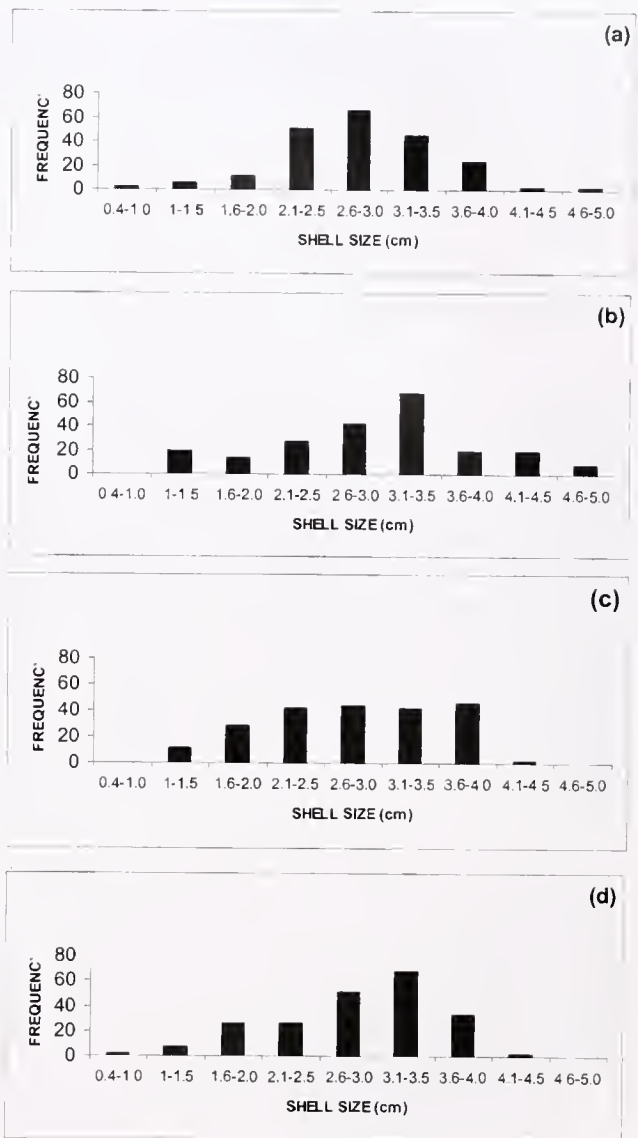 (a)
80
60
40
20
0
FREQUENC'
0.4-1 0 1-1 5 1.6-2.0 2.1-2.5 2.6-3.0 3.1-3.5 3.6-4.0 4.1-4 5 4 6-5.0
SHELL SIZE (cm)
(b)
80
60
40
20
0
FREQUENC'
0 4-1.0 1-1.5 1.6-2.0 2.1-2.5 2 6-3.0 3.1-3.5 3.6-4.0 4.1-4.5 4.6-5.0
SHELL SIZE (cm)
(c)
80
60
40
20
0
FREQUENC'
0.4-1.0 1-1.5 1.6-2.0 2.1-2.5 2.6-3.0 3.1-3.5 3.6-4 0 4.1-4 5 4.6-5.0
SHELL SIZE (cm)
(d)
80
60
40
20
0
FREQUENC'
0.4-1 0 1-1.5 1.6-2.0 2.1-2.5 2.6-3.0 3.1-3.5 3.6-4.0 4.1-4.5 4 6-5.0
SHELL SIZE (cm)